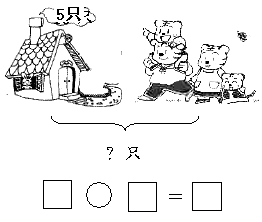 5只?
? 只
□ ○ □ = □